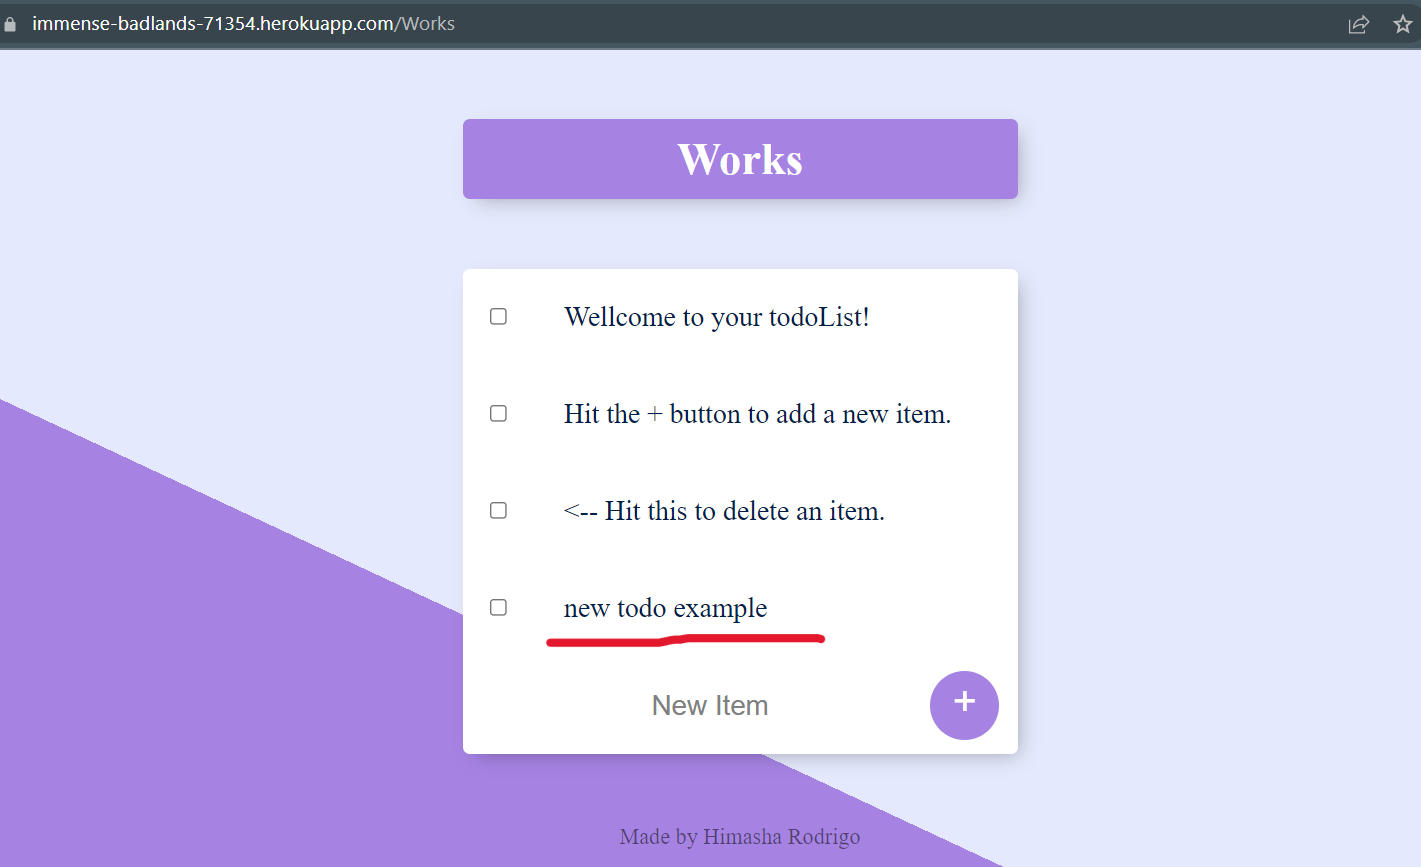 immense-badlands-71354.herokuapp.com/Works
Works
Wellcome to your todoList!
Hit the + button to add a new item.
<-- Hit this to delete an item.
new todo example
New Item
+
Made by Himasha Rodrigo